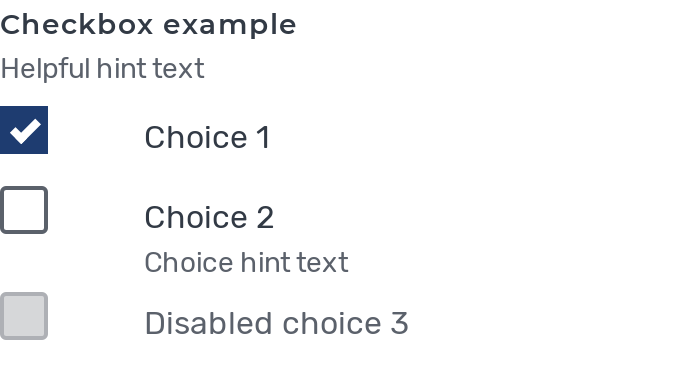 Checkbox example
Helpful hint text
Choice 1
Choice 2
Choice hint text
Disabled choice 3